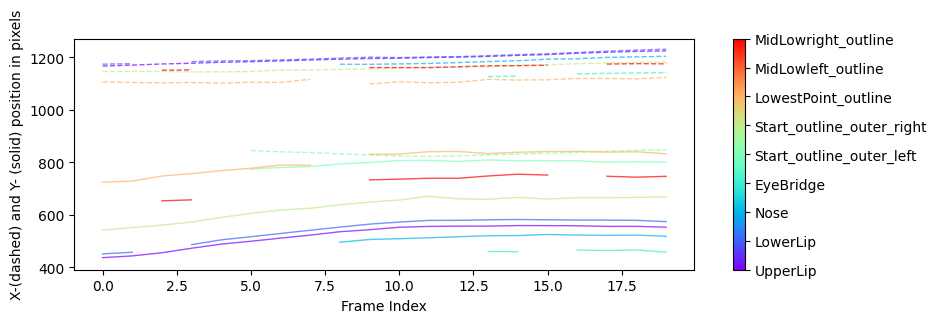 X-(dashed) and Y- (solid) position in pixels
1200
1000
800
600
400
0.0 2.5 5.0 7.5 10.0 12.5 15.0 17.5
Frame Index
MidLowright_outline
MidLowleft_outline
LowestPoint_outline
Start_outline_outer_right
Start_outline_outer_left
EyeBridge
Nose
LowerLip
UpperLip